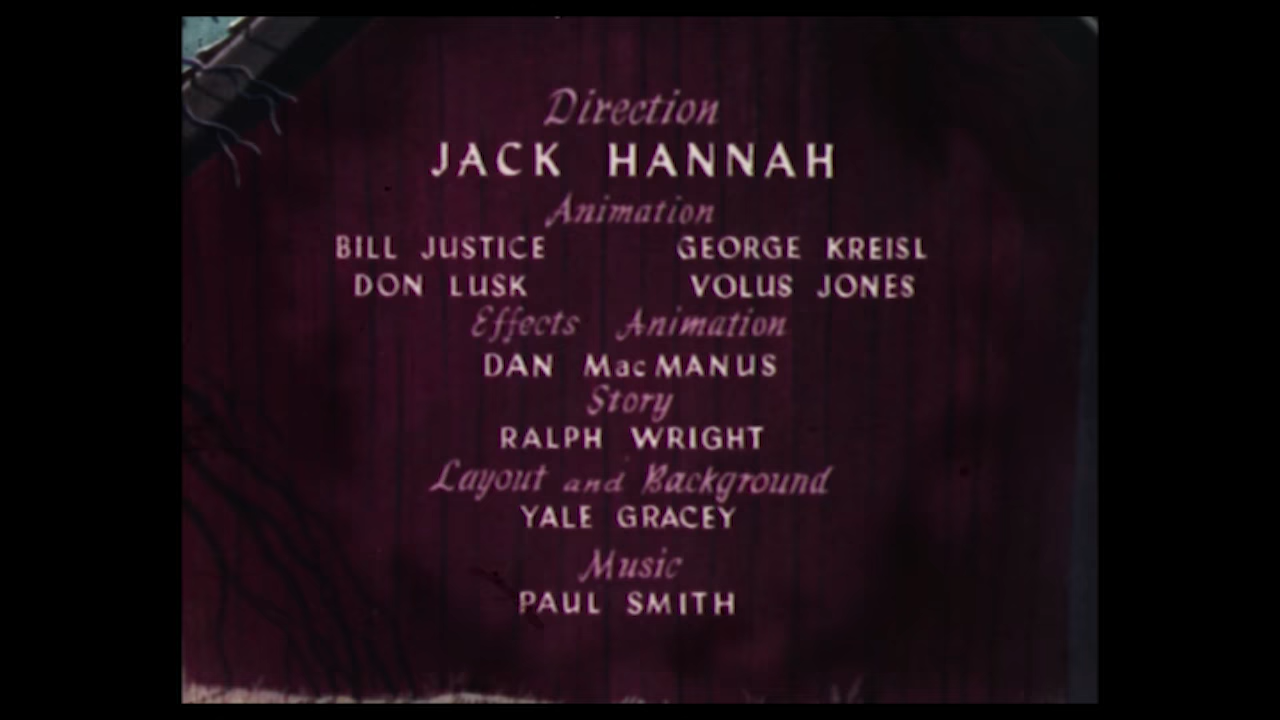 Direction
JACK HANNAH
Animation
BILL JUSTICE GEORGE KREISL
DON LUSK VOLUS JONES
Effects Animation
DAN MacMANUS
Story
RALPH WRIGHT
Layout and Background
YALE GRACEY
Music
PAUL SMITH